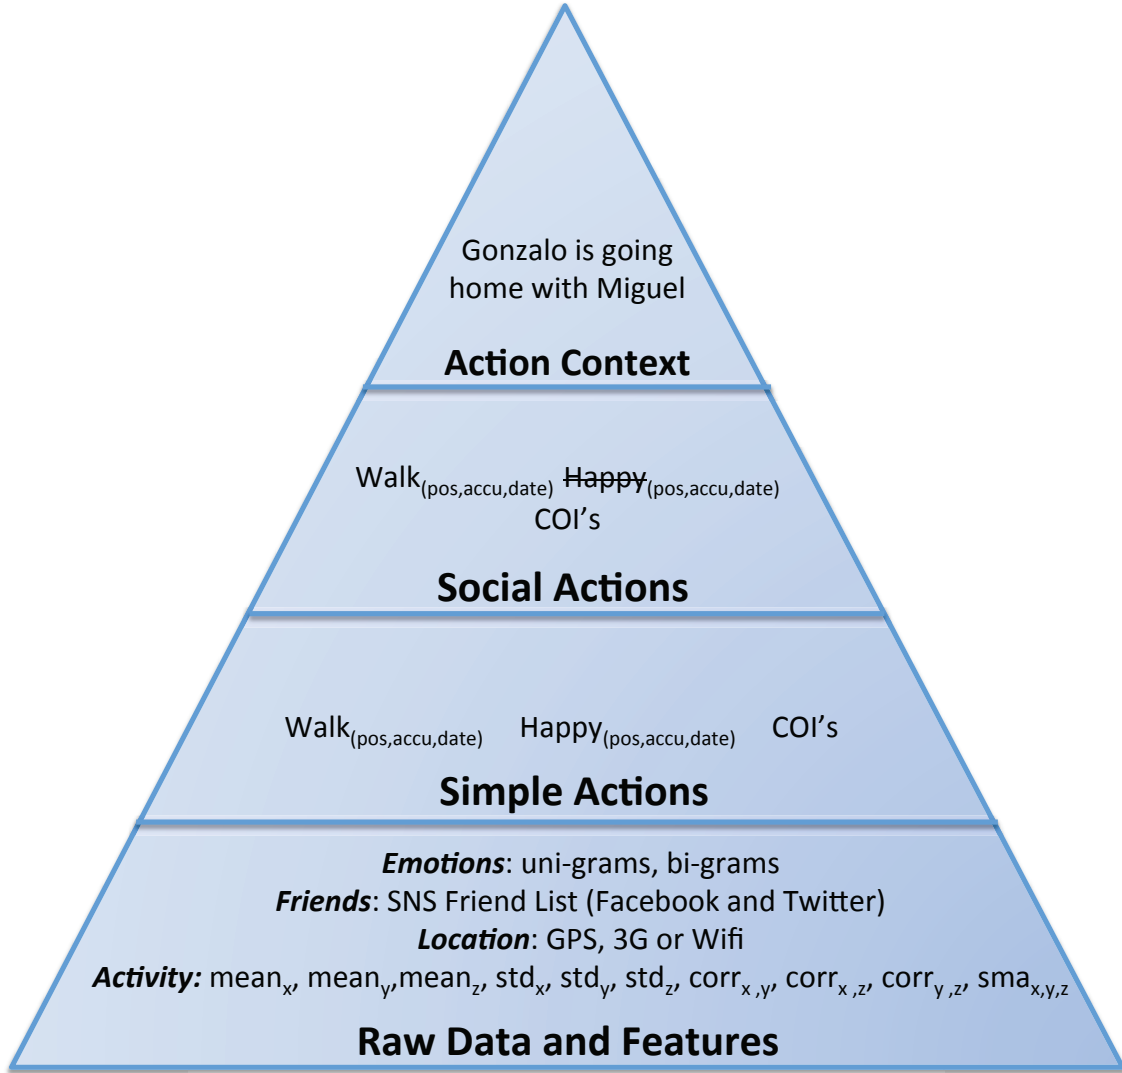 Gonzalo is going
home with Miguel
Action Context
Walk(pos,accu,date) Happy(pos,accu,date)
COI's
Social Actions
Walk(pos,accu,date) Happy(pos,accu,date) COI's
Simple Actions
Emotions: uni-grams, bi-grams
Friends: SNS Friend List (Facebook and Twitter)
Location: GPS, 3G or Wifi
Activity: meanx, meany,meanz, stdx, stdy, stdz, corrx ,y, corrx ,z, corry ,z, smax,y,z
Raw Data and Features